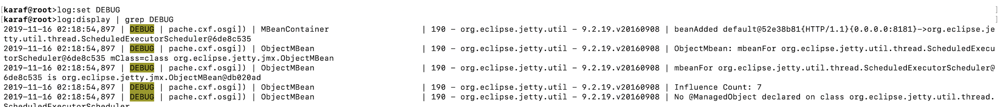 [karaf@root>log:set DEBUG ]
[karaf@root>log:display | grep DEBUG ]
2019-11-16 02:18:54,897 | DEBUG | pache.cxf.osgi]) | MBeanContainer | 190 - org.eclipse.jetty.util - 9.2.19.v20160908 | beanAdded default@52e38b81{HTTP/1.1}{0.0.0.0:8181}->org.eclipse.je
tty.util.thread.ScheduledExecutorScheduler@6de8c535
2019-11-16 02:18:54,897 | DEBUG | pache.cxf.osgi]) | ObjectMBean | 190 - org.eclipse.jetty.util - 9.2.19.v20160908 | ObjectMbean: mbeanFor org.eclipse.jetty.util.thread.ScheduledExecu
torScheduler@6de8c535 mClass=class org.eclipse.jetty.jmx.ObjectMBean
2019-11-16 02:18:54,897 | DEBUG | pache.cxf.osgi]) | ObjectMBean | 190 - org.eclipse.jetty.util - 9.2.19.v20160908 | mbeanFor org.eclipse.jetty.util.thread.ScheduledExecutorScheduler@
6de8c535 is org.eclipse.jetty.jmx.ObjectMBean@db020ad
2019-11-16 02:18:54,897 | DEBUG | pache.cxf.osgi]) | ObjectMBean | 190 - org.eclipse.jetty.util - 9.2.19.v20160908 | Influence Count: 7
2019-11-16 02:18:54,897 | DEBUG | pache.cxf.osgi]) | ObjectMBean | 190 - org.eclipse.jetty.util - 9.2.19.v20160908 | No @ManagedObject declared on class org.eclipse.jetty.util.thread.
ScheduledExecutorScheduler